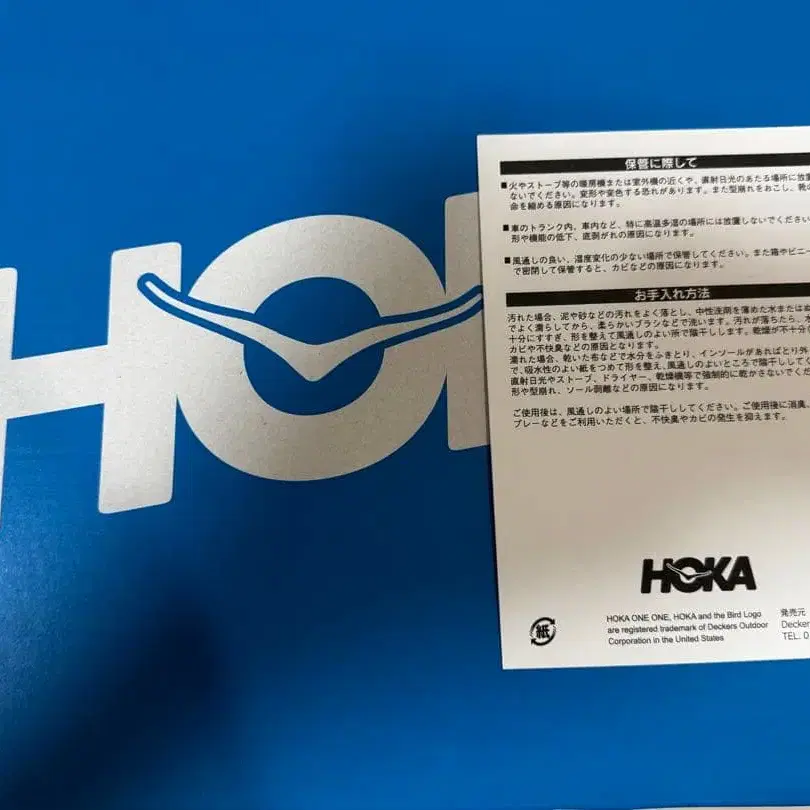 HOK
保管に際して
■火やストーブ等の暖房機または室外機の近くや、直射日光のあたる場所に放置
ないでください。変形や変色する恐れがあります。また型崩れをおこし、靴の
命を縮める原因になります。
■車のトランク内、車内など、特に高温多湿の場所には放置しないでください。
形や機能の低下、底剥がれの原因になります。
■風通しの良い、湿度変化の少ない場所で保管してください。また箱やビニー
で密閉して保管すると、カビなどの原因になります。
お手入れ方法
汚れた場合、泥や砂などの汚れをよく落とし、中性洗剤を薄めた水または
でよく濡らしてから、柔らかいブラシなどで洗います。汚れが落ちたら、水
十分にすすぎ、形を整えて風通しのよい所で陰干しします。乾燥が不十分
カビや不快臭などの原因となります。
濡れた場合、乾いた布などで水分をふきとり、インソールがあればとり外
で、吸水性のよい紙をつめて形を整え、風通しのよいところで陰干ししてく
直射日光やストーブ、ドライヤー、乾燥機等で強制的に乾かさないでくだ
形や型崩れ、ソール剥離などの原因になります。
ご使用後は、風通しのよい場所で陰干ししてください。ご使用後に消臭、
プレーなどをご利用いただくと、不快臭やカビの発生を抑えます。
HOKA
紙
HOKA ONE ONE, HOKA and the Bird Logo
are registered trademark of Deckers Outdoor
Corporation in the United States
発売元
Decker
TEL. 0